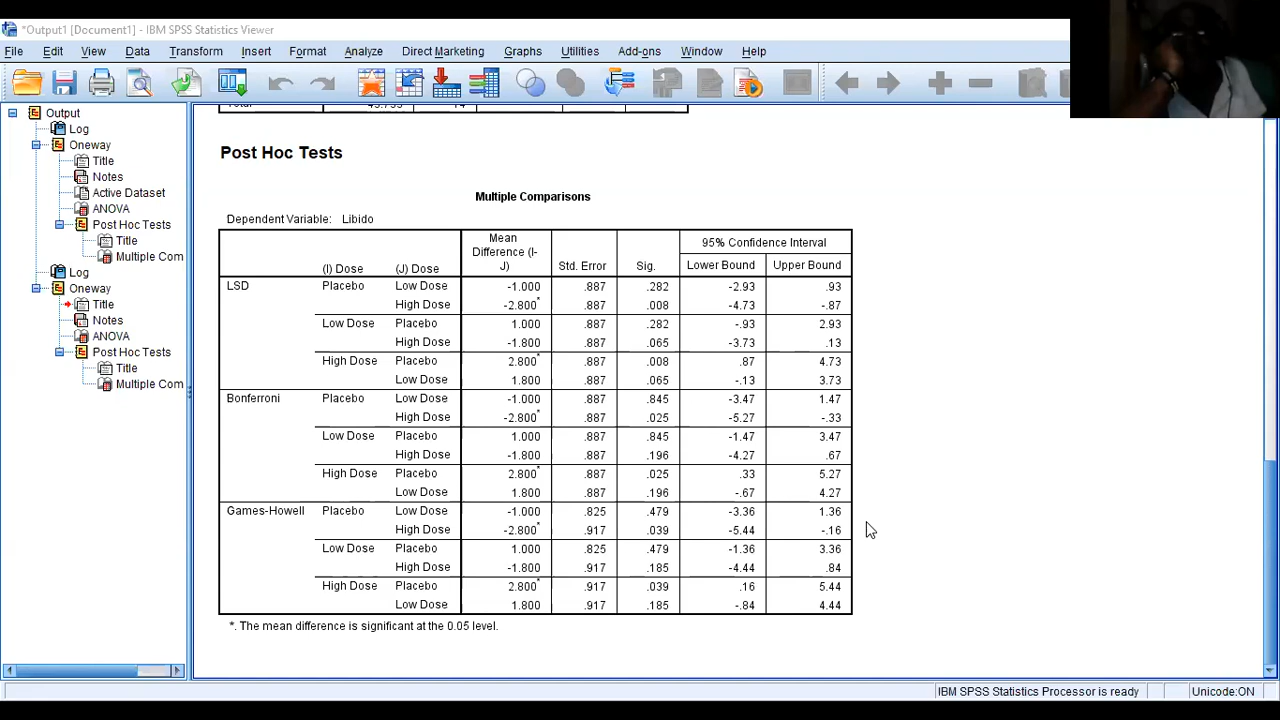 *Output1 [Document1] - IBM SPSS Statistics Viewer
File Edit View Data Transform Insert Format Analyze Direct Marketing Graphs Utilities Add-ons Window Help
Output
Log
Oneway
Title
Notes
Active Dataset
ANOVA
Post Hoc Tests
Title
Multiple Com
Log
Oneway
Title
Notes
ANOVA
Post Hoc Tests
Title
Multiple Com
Post Hoc Tests
Multiple Comparisons
Dependent Variable: Libido
(I) Dose (J) Dose Mean Difference (I-J) Std. Error Sig. 95% Confidence Interval
Lower Bound Upper Bound
LSD Placebo Low Dose -1.000 .887 .282 -2.93 .93
High Dose -2.800* .887 .008 -4.73 -.87
Low Dose Placebo 1.000 .887 .282 -.93 2.93
High Dose -1.800 .887 .065 -3.73 .13
High Dose Placebo 2.800* .887 .008 .87 4.73
Low Dose 1.800 .887 .065 -.13 3.73
Bonferroni Placebo Low Dose -1.000 .887 .845 -3.47 1.47
High Dose -2.800* .887 .025 -5.27 -.33
Low Dose Placebo 1.000 .887 .845 -1.47 3.47
High Dose -1.800 .887 .196 -4.27 .67
High Dose Placebo 2.800* .887 .025 .33 5.27
Low Dose 1.800 .887 .196 -.67 4.27
Games-Howell Placebo Low Dose -1.000 .825 .479 -3.36 1.36
High Dose -2.800* .917 .039 -5.44 -.16
Low Dose Placebo 1.000 .825 .479 -1.36 3.36
High Dose -1.800 .917 .185 -4.44 .84
High Dose Placebo 2.800* .917 .039 .16 5.44
Low Dose 1.800 .917 .185 -.84 4.44
*. The mean difference is significant at the 0.05 level.
IBM SPSS Statistics Processor is ready Unicode:ON